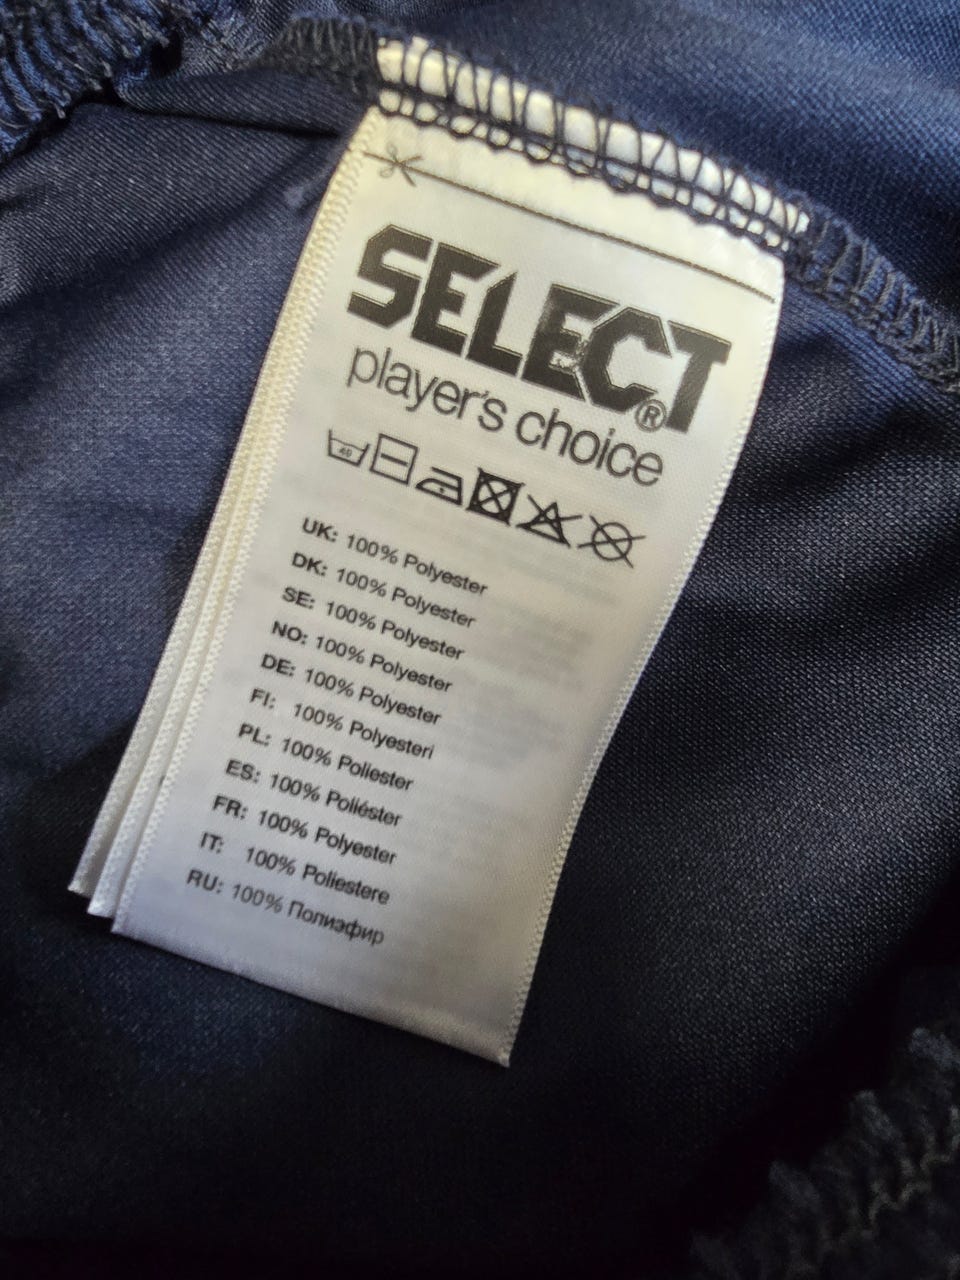 SELECT®
player's choice
40
UK: 100% Polyester
DK: 100% Polyester
SE: 100% Polyester
NO: 100% Polyester
DE: 100% Polyester
FI: 100% Polyesteri
PL: 100% Poliester
ES: 100% Poliéster
FR: 100% Polyester
IT: 100% Poliestere
RU: 100% Полиэфир